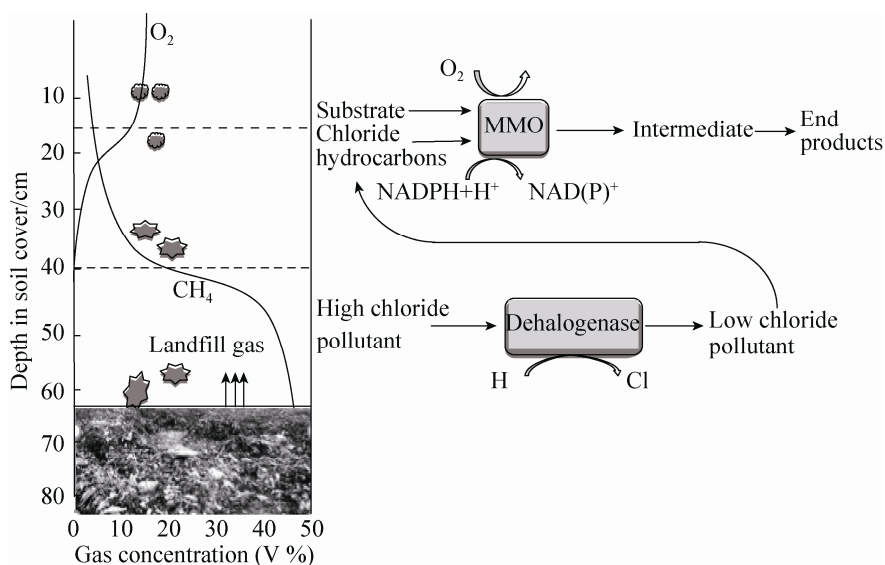 O2
10
20
30
40
50
60
70
80
Depth in soil cover/cm
CH4
Landfill gas
0 10 20 30 40 50
Gas concentration (V %)
O2
Substrate
Chloride
hydrocarbons
MMO
Intermediate
End
products
NADPH+H+
NAD(P)+
High chloride
pollutant
Dehalogenase
Low chloride
pollutant
H
Cl